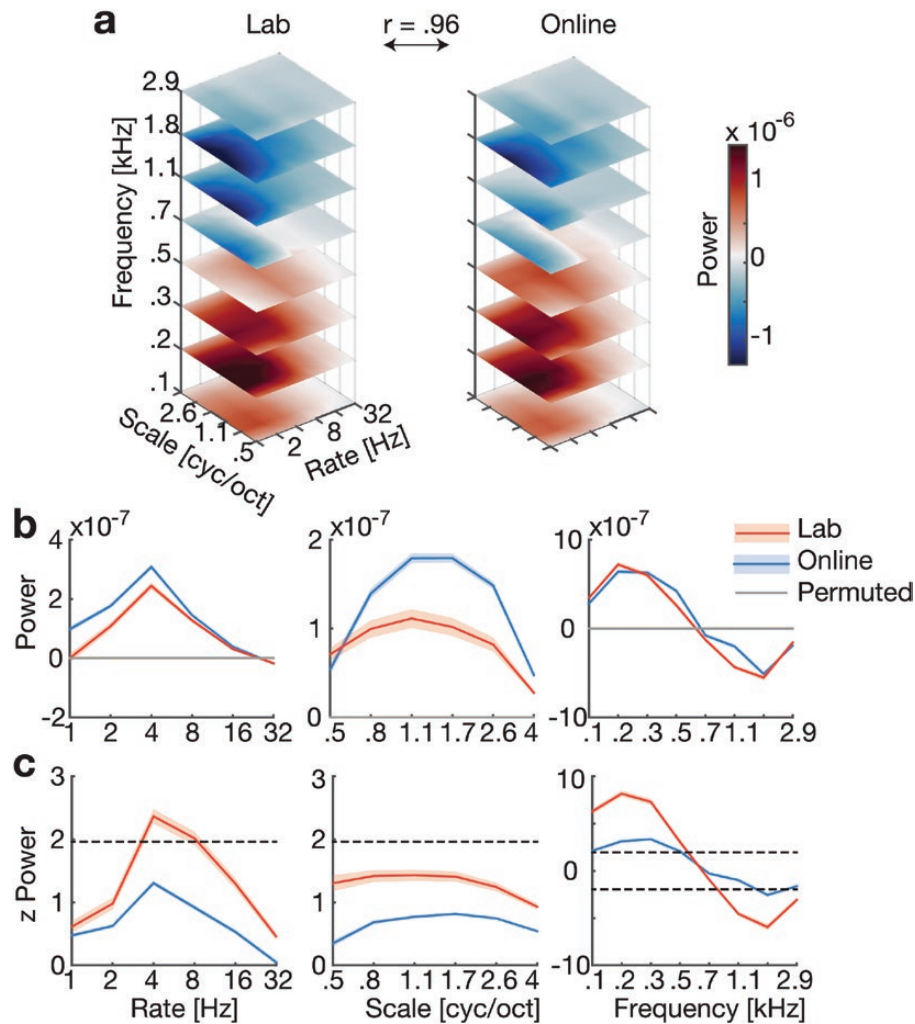 a
Lab
r = .96
Online
Frequency [kHz]
2.9
1.8
1.1
.7
.5
.3
.2
.1
Scale [cyc/oct]
2.6
1.1
.5
Rate [Hz]
2
8
32
Power
x 10-6
1
0
-1
b
Power
x10-7
4
2
0
-2
1 2 4 8 16 32
x10-7
2
1
0
.5 .8 1.1 1.7 2.6 4
x10-7
10
0
-10
.1 .2 .3 .5 .7 1.1 2.9
Lab
Online
Permuted
c
z Power
3
2
1
0
1 2 4 8 16 32
Rate [Hz]
3
2
1
0
.5 .8 1.1 1.7 2.6 4
Scale [cyc/oct]
10
0
-10
.1 .2 .3 .5 .7 1.1 2.9
Frequency [kHz]